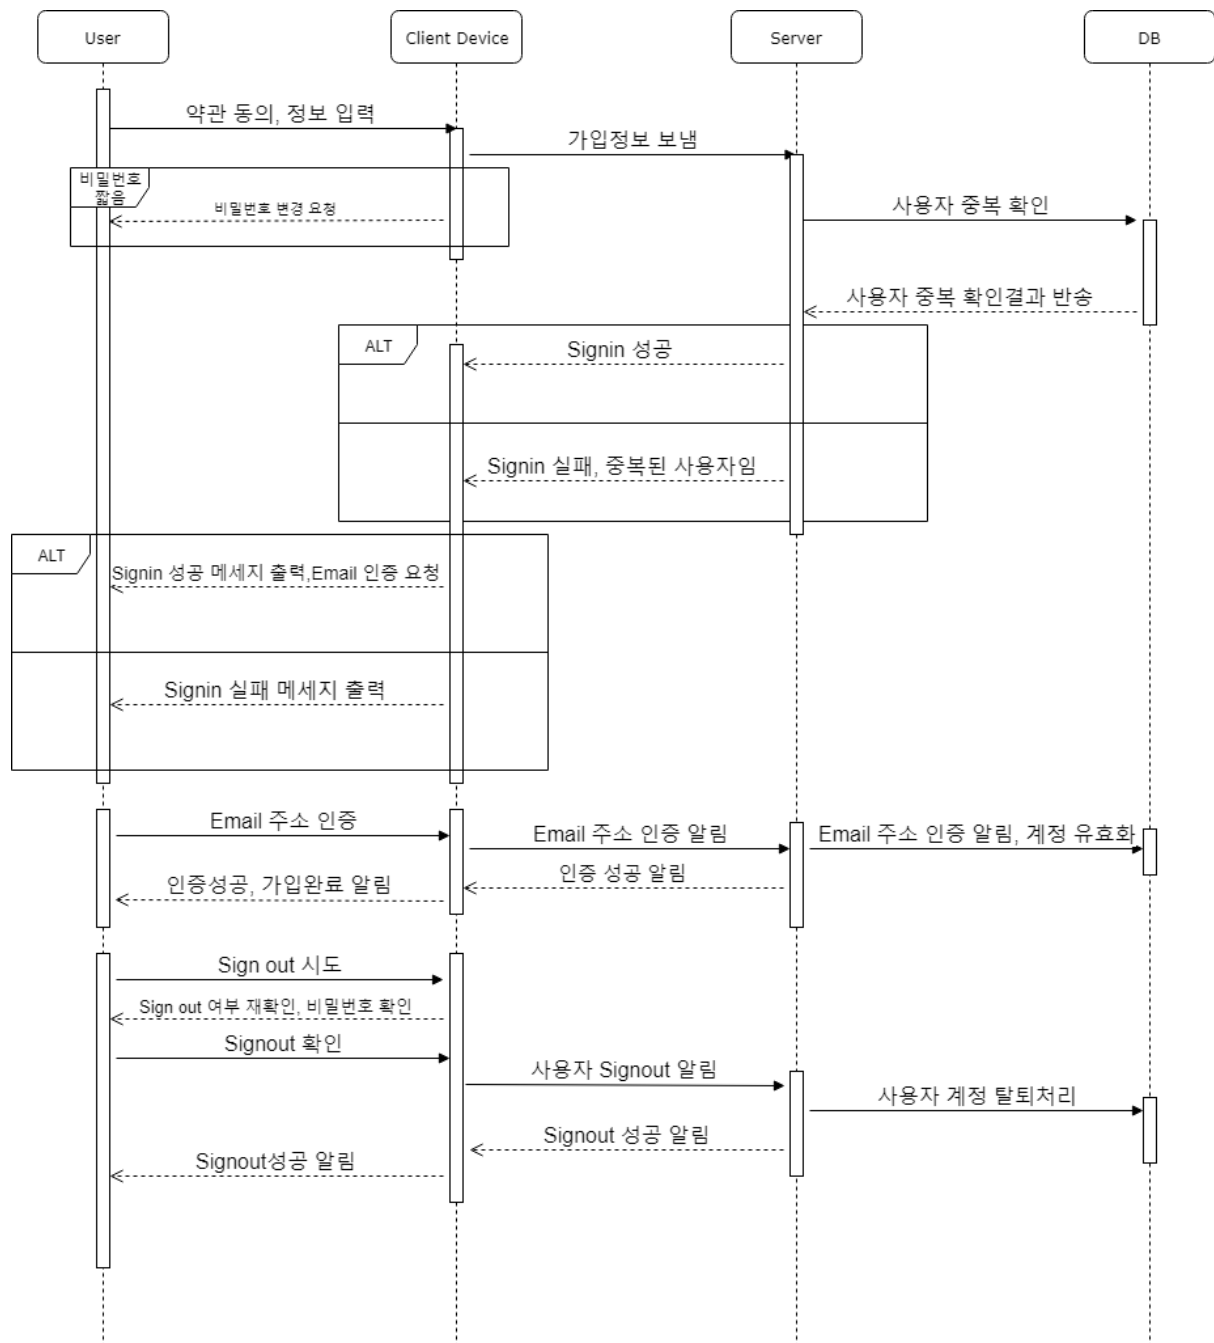 User
Client Device
Server
DB
약관 동의, 정보 입력
가입정보 보냄
비밀번호
짧음
비밀번호 변경 요청
사용자 중복 확인
사용자 중복 확인결과 반송
ALT
Signin 성공
Signin 실패, 중복된 사용자임
ALT
Signin 성공 메세지 출력,Email 인증 요청
Signin 실패 메세지 출력
Email 주소 인증
Email 주소 인증 알림
Email 주소 인증 알림, 계정 유효화
인증 성공 알림
인증성공, 가입완료 알림
Sign out 시도
Sign out 여부 재확인, 비밀번호 확인
Signout 확인
사용자 Signout 알림
사용자 계정 탈퇴처리
Signout 성공 알림
Signout성공 알림